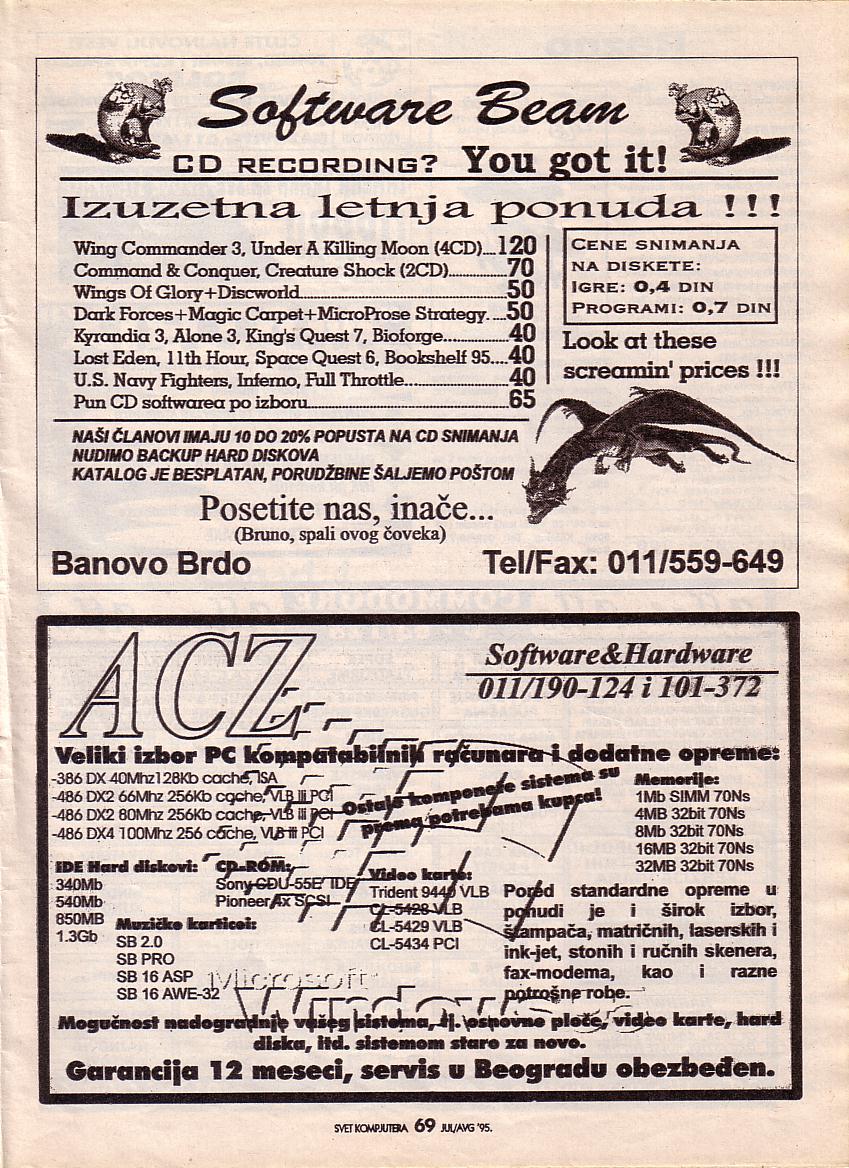 Software Beam
CD RECORDING? You got it!
Izuzetna letnja ponuda !!!
Wing Commander 3, Under A Killing Moon (4CD)...120
Command & Conquer, Creature Shock (2CD)............70
Wings Of Glory+Discworld............50
Dark Forces+Magic Carpet+MicroProse Strategy....50
Kyrandia 3, Alone 3, King's Quest 7, Bioforge...............40
Lost Eden, 11th Hour, Space Quest 6, Bookshelf 95....40
U.S. Navy Fighters, Inferno, Full Throttle........................40
Pun CD softwarea po izboru............65
CENE SNIMANJA
NA DISKETE:
IGRE: 0,4 DIN
PROGRAMI: 0,7 DIN
Look at these
screamin' prices !!!
NAŠI ČLANOVI IMAJU 10 DO 20% POPUSTA NA CD SNIMANJA
NUDIMO BACKUP HARD DISKOVA
KATALOG JE BESPLATAN, PORUDŽBINE ŠALJEMO POŠTOM
Posetite nas, inače...
(Bruno, spali ovog čoveka)
Banovo Brdo
Tel/Fax: 011/559-649
ACZ
Software&Hardware
011/190-124 i 101-372
Veliki izbor PC kompatabilnih računara i dodatne opreme:
-386 DX 40Mhz128Kb cache, ISA
-486 DX2 66Mhz 256Kb cache, VLB ili PCI
-486 DX2 80Mhz 256Kb cache, VLB ili PCI
-486 DX4 100Mhz 256 cache, VLB ili PCI
Ostale komponete sistema su
prema potrebama kupca!
Memorije:
1Mb SIMM 70Ns
4MB 32bit 70Ns
8Mb 32bit 70Ns
16MB 32bit 70Ns
32MB 32bit 70Ns
IDE Hard diskovi:
340Mb
540Mb
850MB
1.3Gb
CD-ROM:
Sony CDU-55E IDE
Pioneer 4x SCSI
Muzičke kartice:
SB 2.0
SB PRO
SB 16 ASP
SB 16 AWE-32
Video karte:
Trident 9440 VLB
CL-5428 VLB
CL-5429 VLB
CL-5434 PCI
Pored standardne opreme u
ponudi je i širok izbor,
štampača, matričnih, laserskih i
ink-jet, stonih i ručnih skenera,
fax-modema, kao i razne
potrošne robe.
Microsoft
Windows
Mogućnost nadogradnje vašeg sistema, tj. osnovne ploče, video karte, hard
diska, itd. sistemom staro za novo.
Garancija 12 meseci, servis u Beogradu obezbeđen.
SVET KOMPJUTERA 69 JUL/AVG '95.